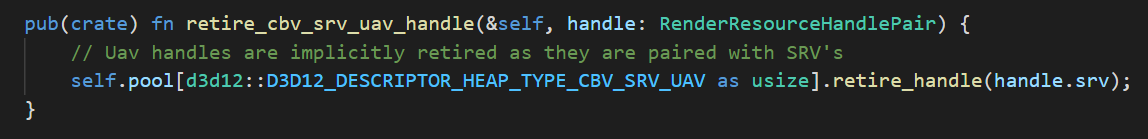 pub(crate) fn retire_cbv_srv_uav_handle(&self, handle: RenderResourceHandlePair) {
// Uav handles are implicitly retired as they are paired with SRV's
self.pool[d3d12::D3D12_DESCRIPTOR_HEAP_TYPE_CBV_SRV_UAV as usize].retire_handle(handle.srv);
}